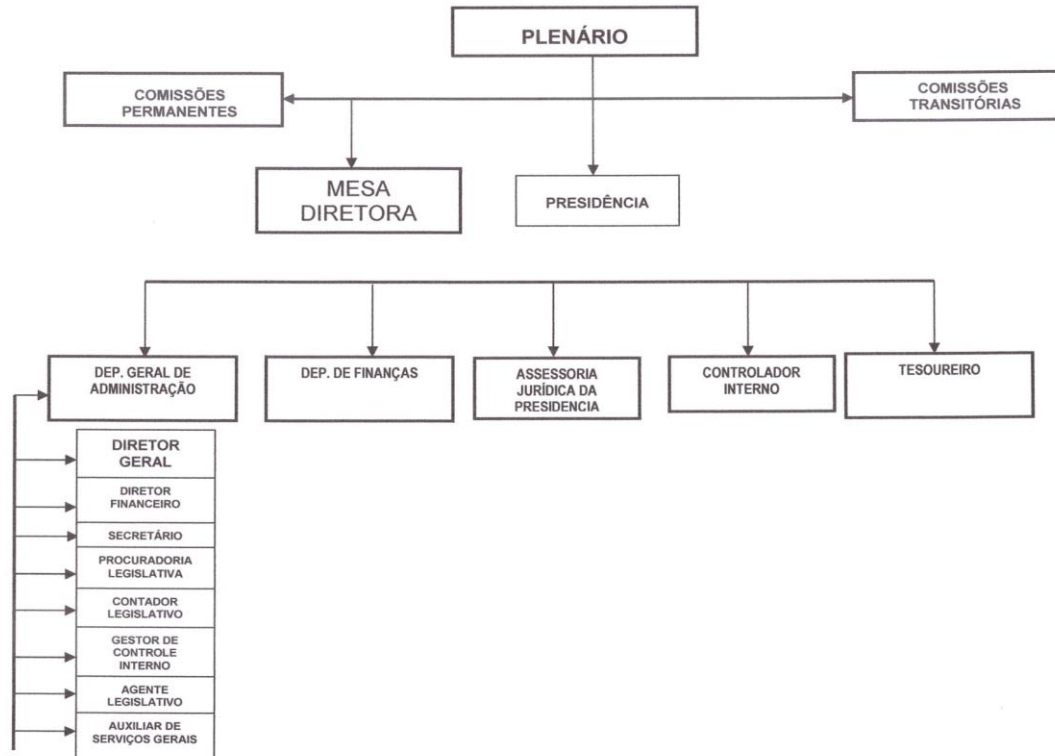 PLENÁRIO
COMISSÕES
PERMANENTES
COMISSÕES
TRANSITÓRIAS
MESA
DIRETORA
PRESIDÊNCIA
DEP. GERAL DE
ADMINISTRAÇÃO
DEP. DE FINANÇAS
ASSESSORIA
JURÍDICA DA
PRESIDENCIA
CONTROLADOR
INTERNO
TESOUREIRO
DIRETOR
GERAL
DIRETOR
FINANCEIRO
SECRETÁRIO
PROCURADORIA
LEGISLATIVA
CONTADOR
LEGISLATIVO
GESTOR DE
CONTROLE
INTERNO
AGENTE
LEGISLATIVO
AUXILIAR DE
SERVIÇOS GERAIS